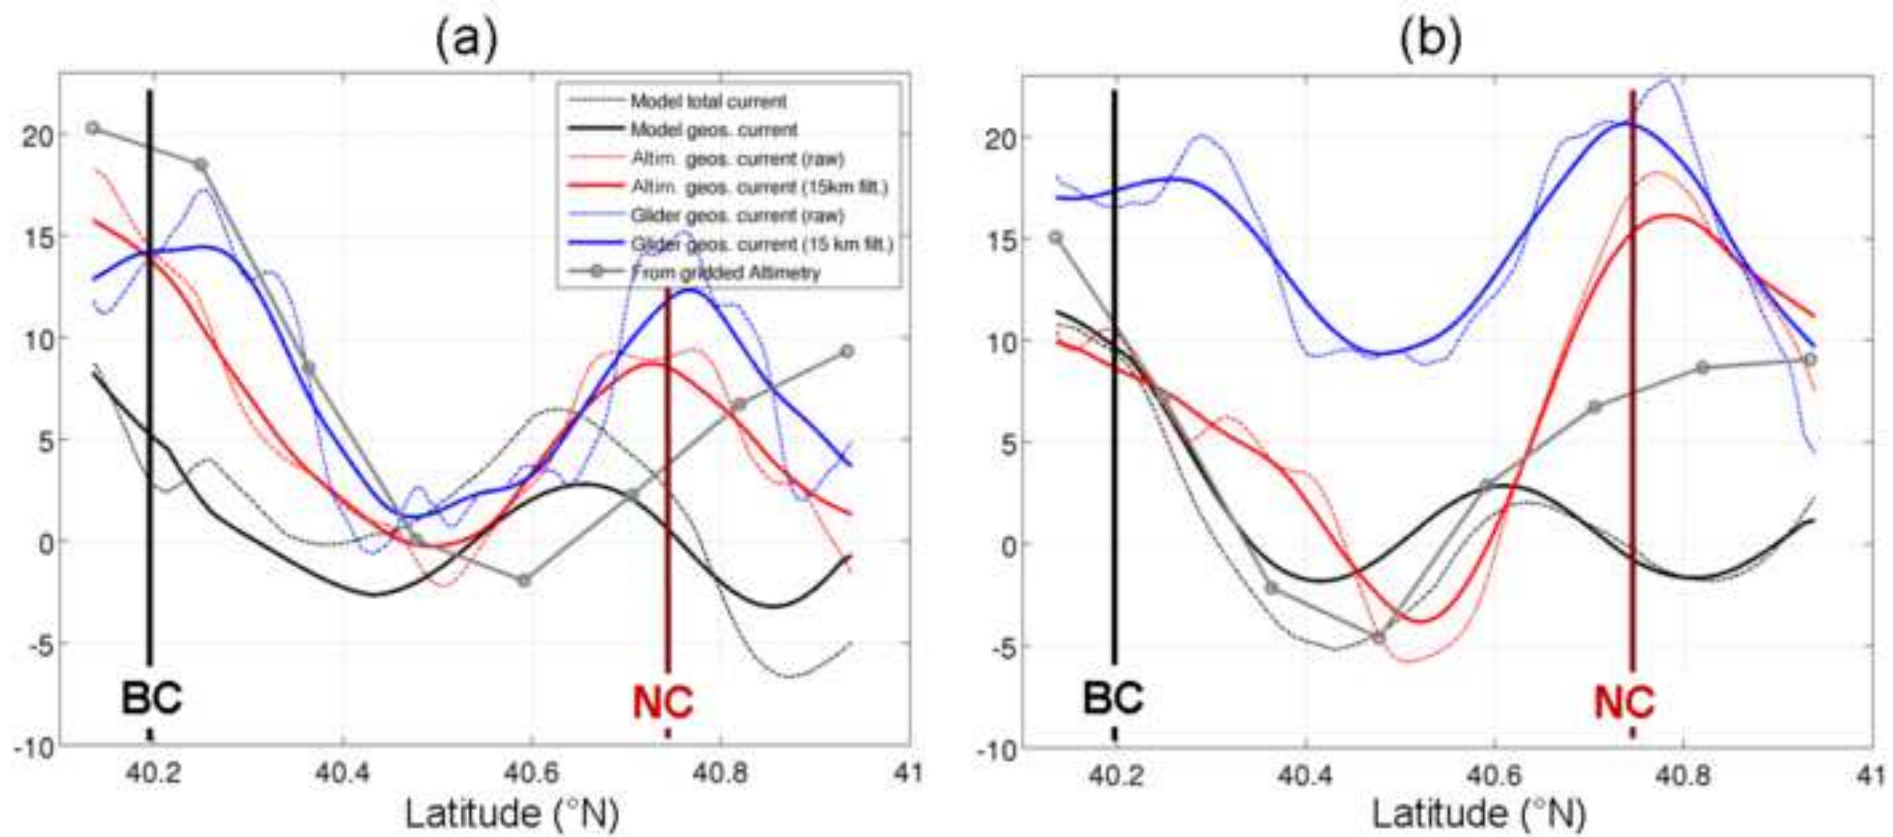 (a)
(b)
Model total current
Model geos. current
Altim. geos. current (raw)
Altim. geos. current (15km filt.)
Glider geos. current (raw)
Glider geos. current (15 km filt.)
From gridded Altimetry
20
15
10
5
0
-5
-10
BC
NC
40.2
40.4
40.6
40.8
41
Latitude (°N)
20
15
10
5
0
-5
-10
BC
NC
40.2
40.4
40.6
40.8
41
Latitude (°N)